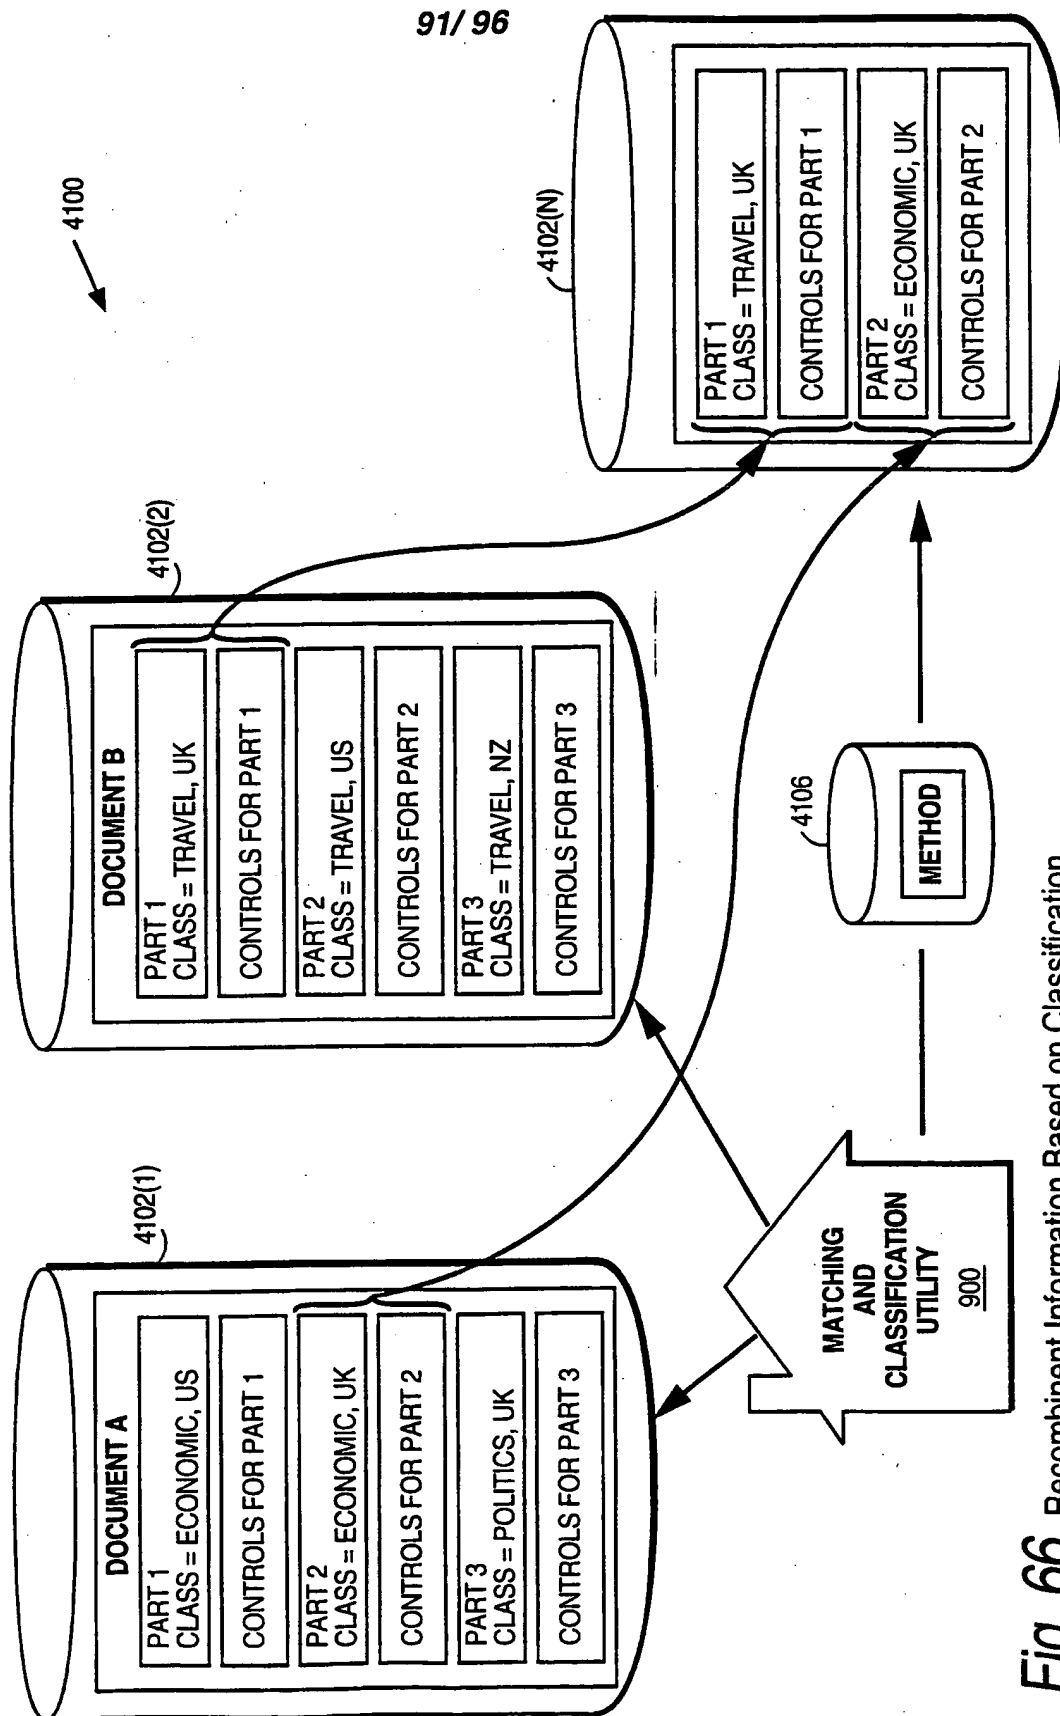 91/96
4100
4102(1)
DOCUMENT A
PART 1
CLASS = ECONOMIC, US
CONTROLS FOR PART 1
PART 2
CLASS = ECONOMIC, UK
CONTROLS FOR PART 2
PART 3
CLASS = POLITICS, UK
CONTROLS FOR PART 3
4102(2)
DOCUMENT B
PART 1
CLASS = TRAVEL, UK
CONTROLS FOR PART 1
PART 2
CLASS = TRAVEL, US
CONTROLS FOR PART 2
PART 3
CLASS = TRAVEL, NZ
CONTROLS FOR PART 3
4102(N)
PART 1
CLASS = TRAVEL, UK
CONTROLS FOR PART 1
PART 2
CLASS = ECONOMIC, UK
CONTROLS FOR PART 2
MATCHING
AND
CLASSIFICATION
UTILITY
900
4106
METHOD
Fig. 66 Recombinent Information Based on Classification